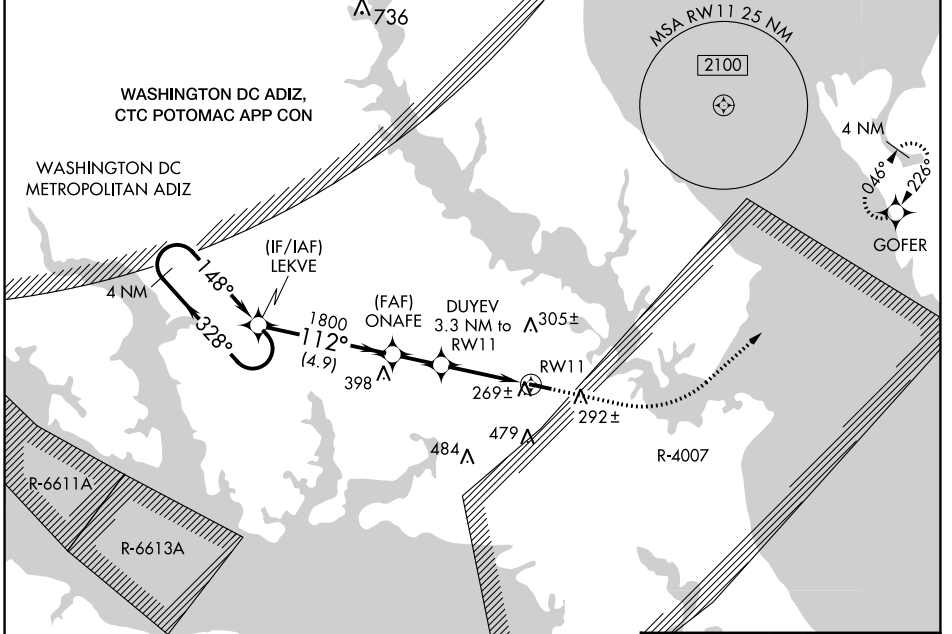 736
MSA RW11 25 NM
2100
WASHINGTON DC ADIZ,
CTC POTOMAC APP CON
4 NM
046°
226°
GOFER
WASHINGTON DC
METROPOLITAN ADIZ
(IF/IAF)
LEKVE
148°
4 NM
328°
1800
112°
(4.9)
(FAF)
ONAFE
398
DUYEV
3.3 NM to
RW11
305±
RW11
269±
292±
479
484
R-4007
R-6611A
R-6613A